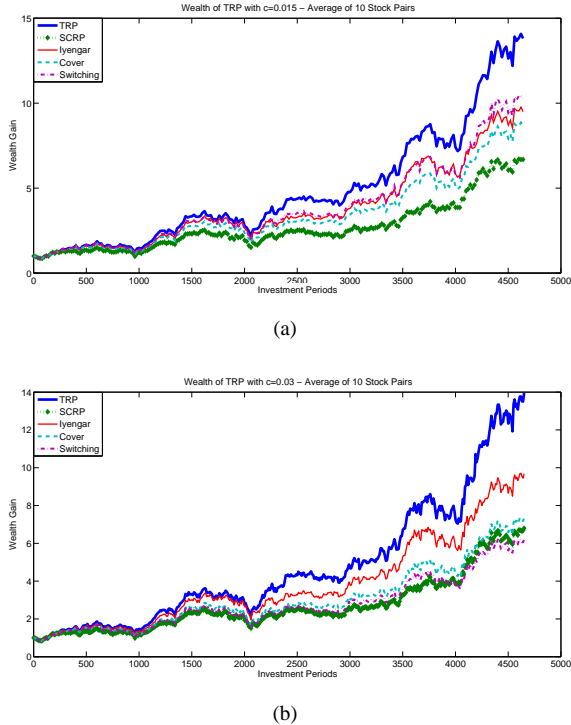 Wealth of TRP with c=0.015 – Average of 10 Stock Pairs
15
10
5
0
Wealth Gain
TRP
SCRP
Iyengar
Cover
Switching
0 500 1000 1500 2000 2500 3000 3500 4000 4500 5000
Investment Periods
(a)
Wealth of TRP with c=0.03 – Average of 10 Stock Pairs
14
12
10
8
6
4
2
0
Wealth Gain
TRP
SCRP
Iyengar
Cover
Switching
0 500 1000 1500 2000 2500 3000 3500 4000 4500 5000
Investment Periods
(b)